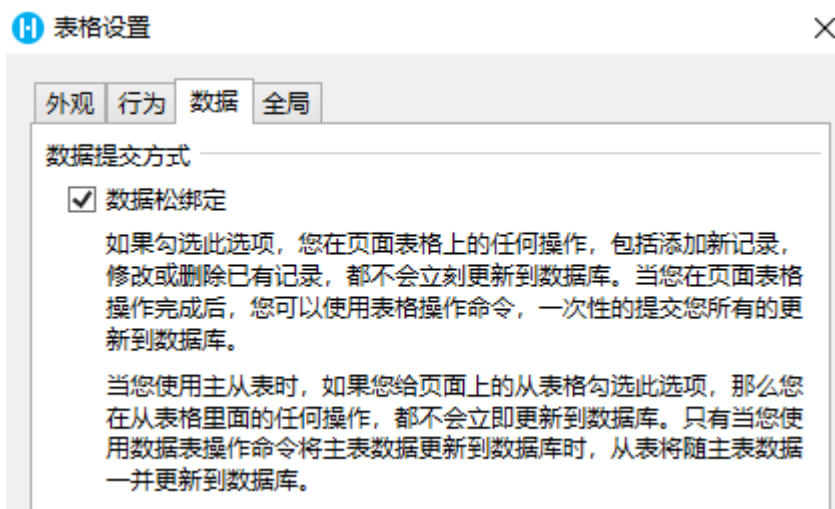 表格设置
外观 行为 数据 全局
数据提交方式
数据松绑定
如果勾选此选项，您在页面表格上的任何操作，包括添加新记录，
修改或删除已有记录，都不会立刻更新到数据库。当您在页面表格
操作完成后，您可以使用表格操作命令，一次性的提交您所有的更
新到数据库。
当您使用主从表时，如果您给页面上的从表格勾选此选项，那么您
在从表格里面的任何操作，都不会立即更新到数据库。只有当您使
用数据表操作命令将主表数据更新到数据库时，从表将随主表数据
一并更新到数据库。